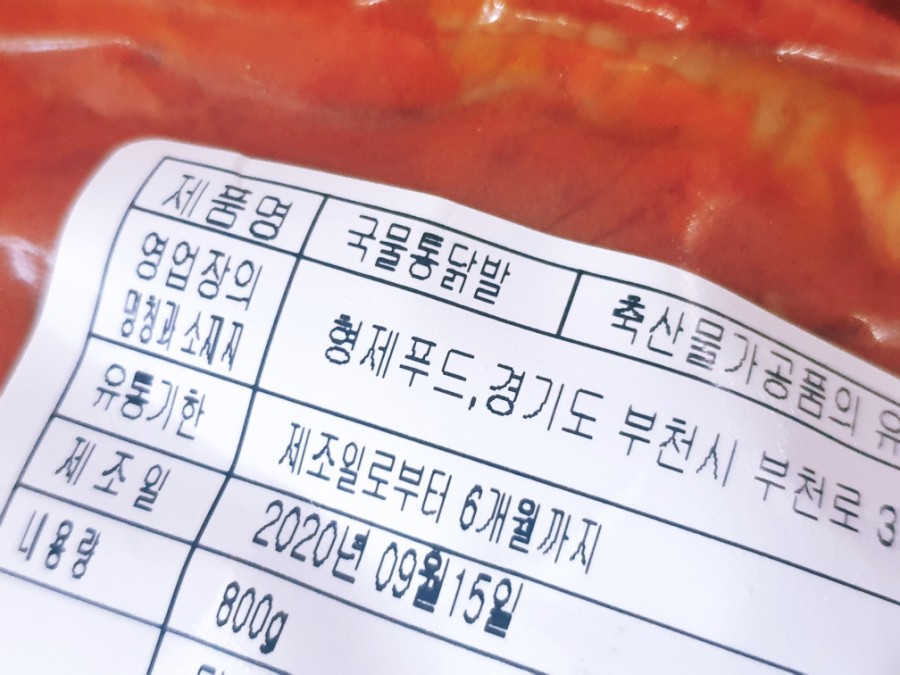 제품명 국물통닭발 축산물가공품의 유
영업장의
명칭과 소재지 형제푸드,경기도 부천시 부천로 3
유통기한 제조일로부터 6개월까지
제 조 일 2020년 09월15일
내용량 800g